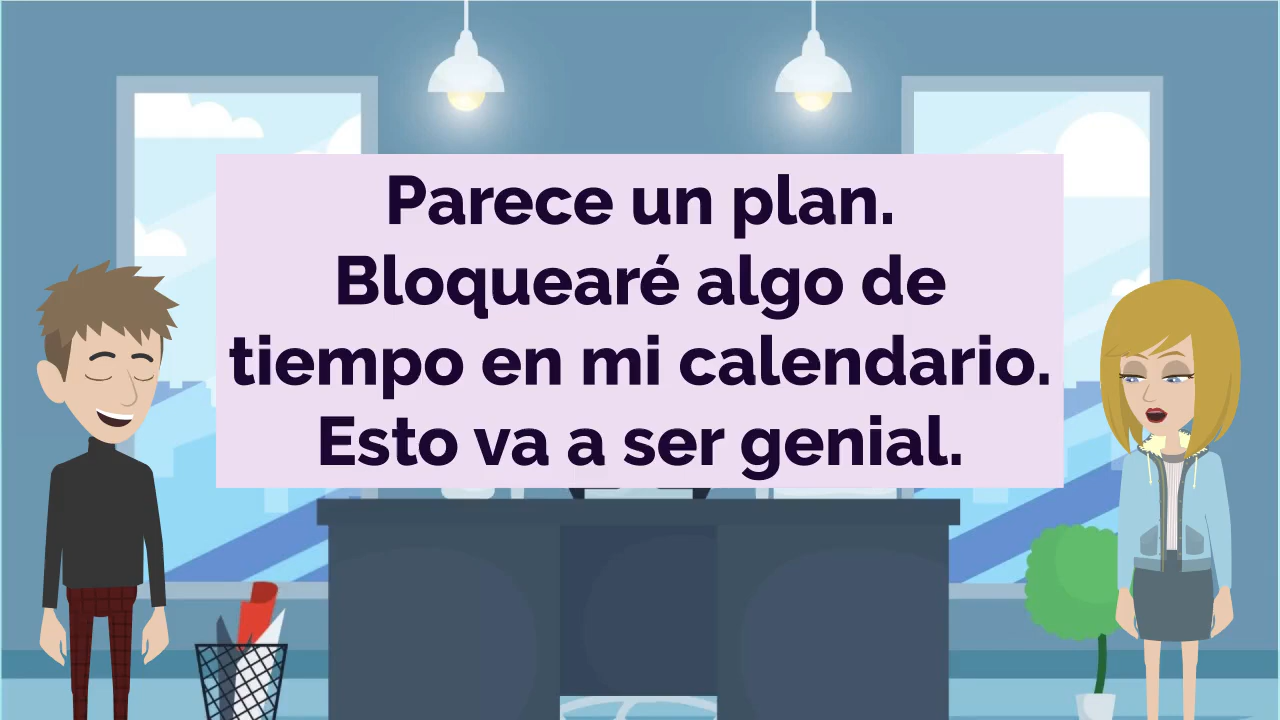 Parece un plan.
Bloquearé algo de
tiempo en mi calendario.
Esto va a ser genial.